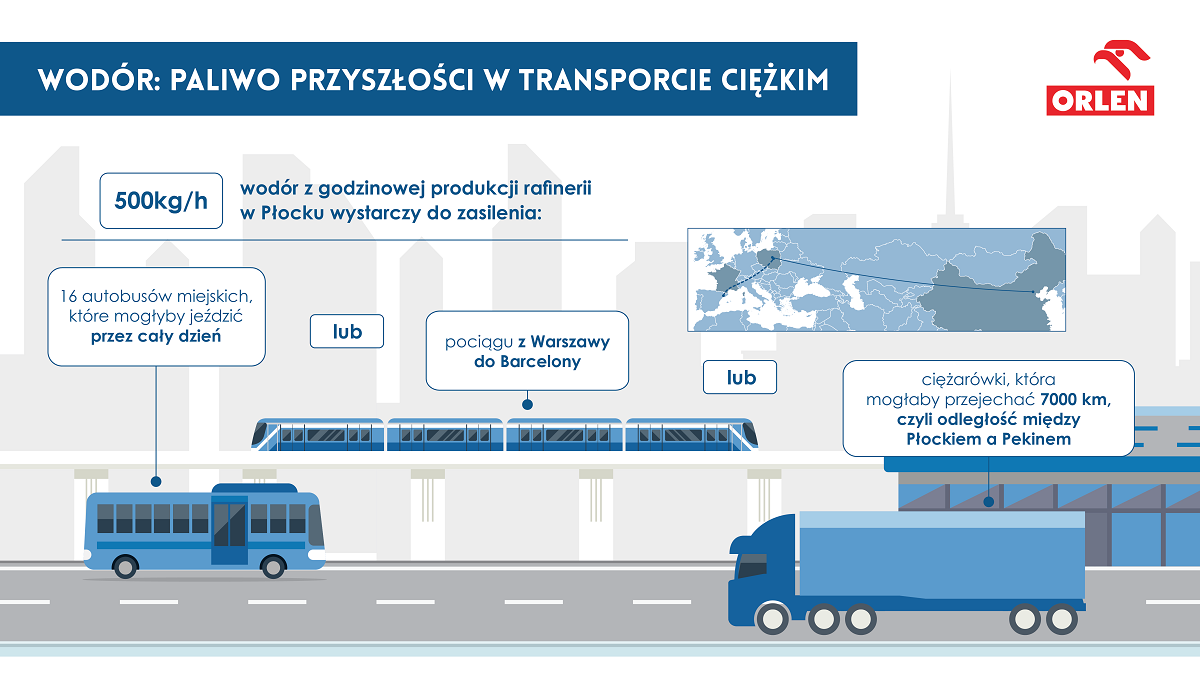 WODÓR: PALIWO PRZYSZŁOŚCI W TRANSPORCIE CIĘŻKIM
ORLEN
500kg/h
wodór z godzinowej produkcji rafinerii
w Płocku wystarczy do zasilenia:
16 autobusów miejskich,
które mogłyby jeździć
przez cały dzień
lub
pociągu z Warszawy
do Barcelony
lub
ciężarówki, która
mogłaby przejechać 7000 km,
czyli odległość między
Płockiem a Pekinem